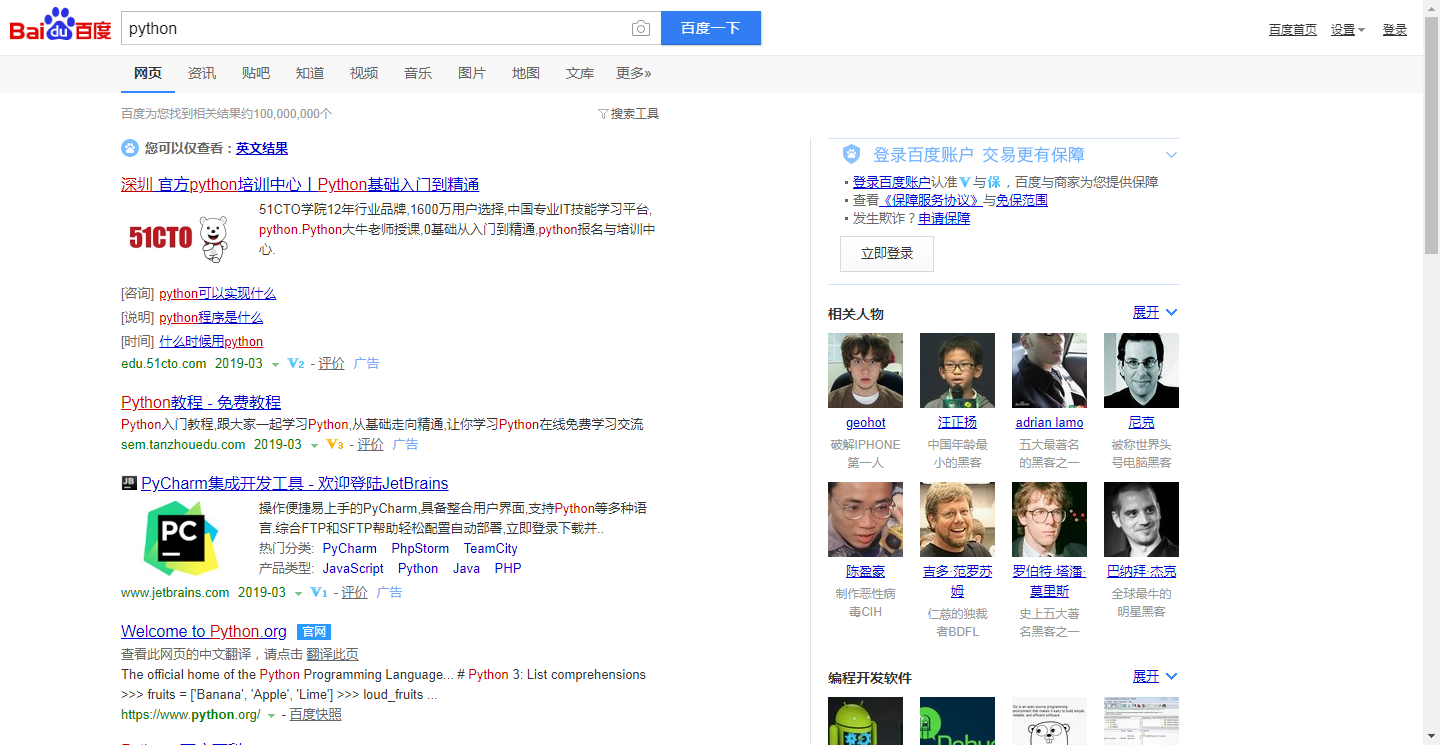 Bai du 百度
python
百度一下
百度首页 设置 登录
网页 资讯 贴吧 知道 视频 音乐 图片 地图 文库 更多»
百度为您找到相关结果约100,000,000个
搜索工具
您可以仅查看：英文结果
深圳 官方python培训中心丨Python基础入门到精通
51CTO
51CTO学院12年行业品牌,1600万用户选择,中国专业IT技能学习平台,
python.Python大牛老师授课,0基础从入门到精通,python报名与培训中
心.
[咨询] python可以实现什么
[说明] python程序是什么
[时间] 什么时候用python
edu.51cto.com 2019-03 V2 - 评价 广告
Python教程 - 免费教程
Python入门教程,跟大家一起学习Python,从基础走向精通,让你学习Python在线免费学习交流
sem.tanzhouedu.com 2019-03 V3 - 评价 广告
JB PyCharm集成开发工具 - 欢迎登陆JetBrains
PC
操作便捷易上手的PyCharm,具备整合用户界面,支持Python等多种语
言.综合FTP和SFTP帮助轻松配置自动部署,立即登录下载并..
热门分类: PyCharm PhpStorm TeamCity
产品类型: JavaScript Python Java PHP
www.jetbrains.com 2019-03 V1 - 评价 广告
Welcome to Python.org 官网
查看此网页的中文翻译，请点击 翻译此页
The official home of the Python Programming Language... # Python 3: List comprehensions
>>> fruits = ['Banana', 'Apple', 'Lime'] >>> loud_fruits ...
https://www.python.org/ - 百度快照
登录百度账户 交易更有保障
登录百度账户认准V与保，百度与商家为您提供保障
查看《保障服务协议》与免保范围
发生欺诈？申请保障
立即登录
相关人物 展开
geohot 汪正扬 adrian lamo 尼克
破解IPHONE 中国年龄最 五大最著名 被称世界头
第一人 小的黑客 的黑客之一 号电脑黑客
陈盈豪 吉多·范罗苏 罗伯特·塔潘· 巴纳拜·杰克
姆 莫里斯
制作恶性病 全球最牛的
毒CIH 明星黑客
仁慈的独裁 史上五大著
者BDFL 名黑客之一
编程开发软件 展开